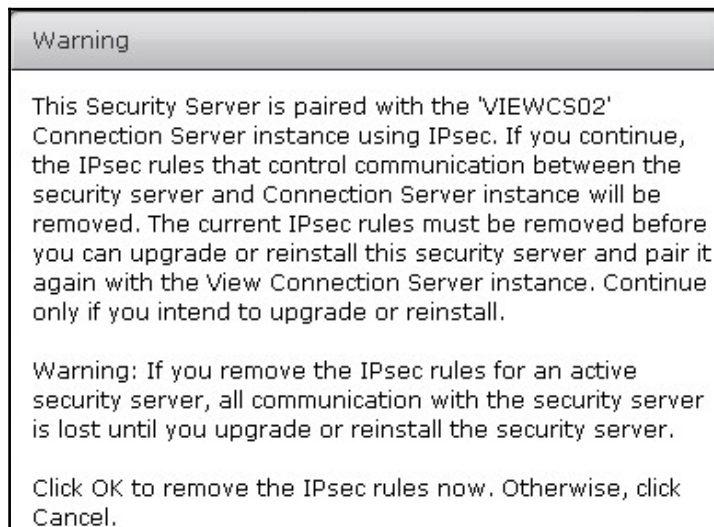 Warning
This Security Server is paired with the 'VIEWCS02'
Connection Server instance using IPsec. If you continue,
the IPsec rules that control communication between the
security server and Connection Server instance will be
removed. The current IPsec rules must be removed before
you can upgrade or reinstall this security server and pair it
again with the View Connection Server instance. Continue
only if you intend to upgrade or reinstall.
Warning: If you remove the IPsec rules for an active
security server, all communication with the security server
is lost until you upgrade or reinstall the security server.
Click OK to remove the IPsec rules now. Otherwise, click
Cancel.